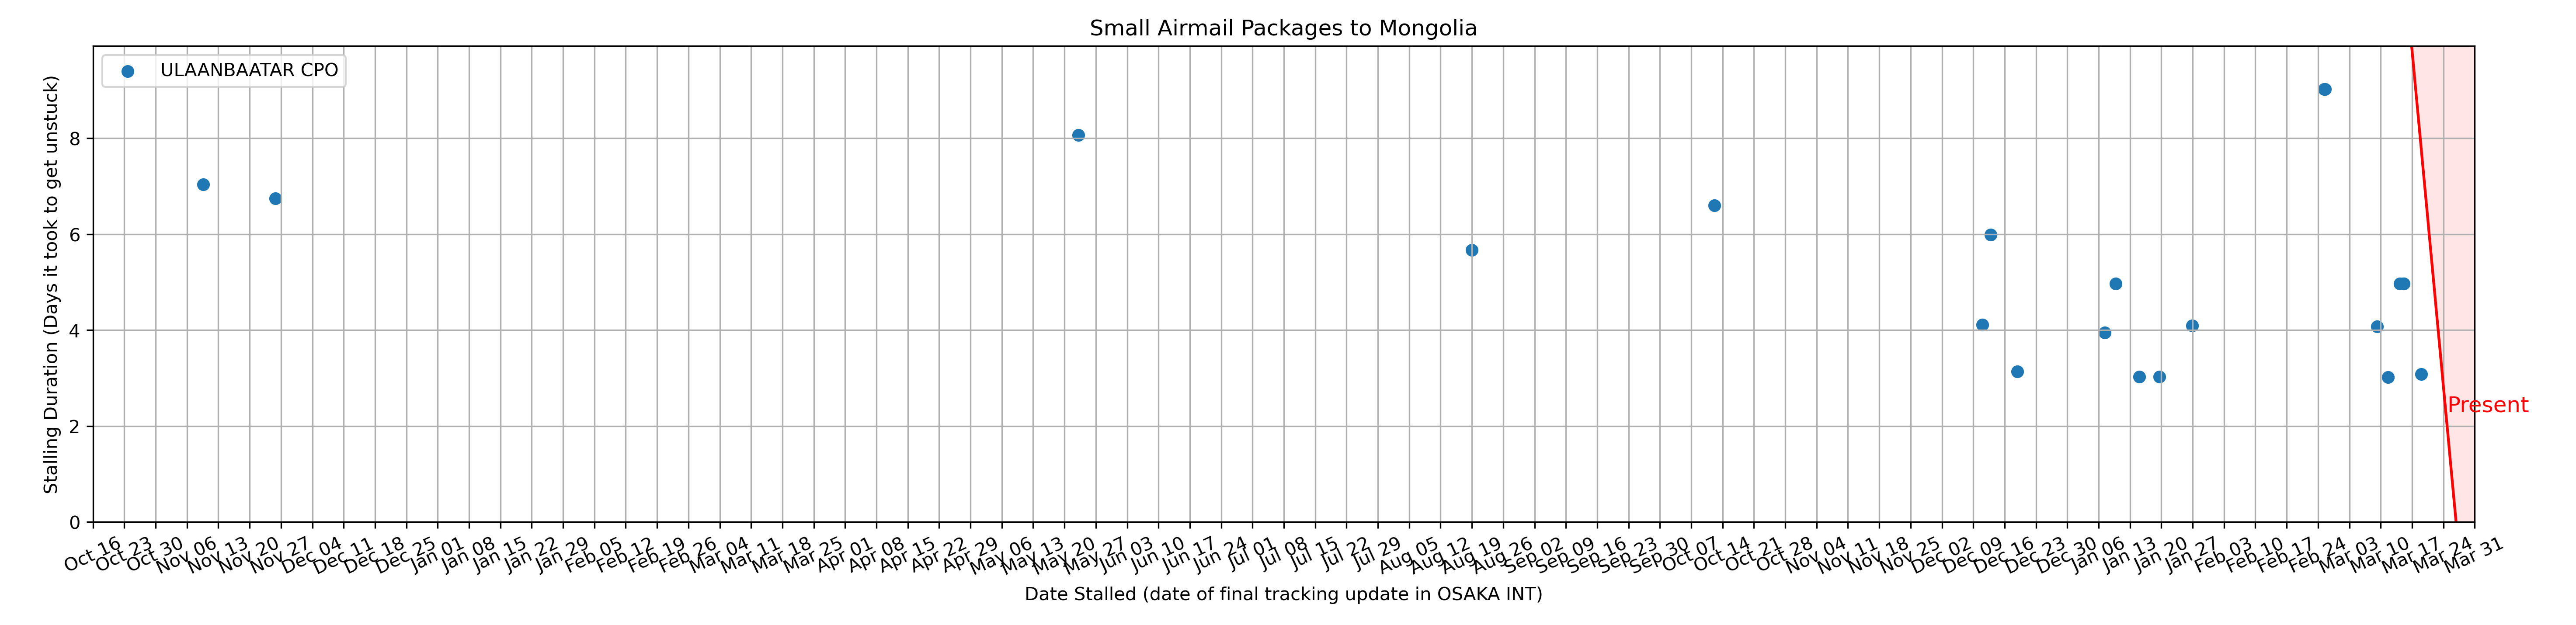 Small Airmail Packages to Mongolia
ULAANBAATAR CPO
Stalling Duration (Days it took to get unstuck)
8
6
4
2
0
Present
Oct 16
Oct 23
Oct 30
Nov 06
Nov 13
Nov 20
Nov 27
Dec 04
Dec 11
Dec 18
Dec 25
Jan 01
Jan 08
Jan 15
Jan 22
Jan 29
Feb 05
Feb 12
Feb 19
Feb 26
Mar 04
Mar 11
Mar 18
Mar 25
Apr 01
Apr 08
Apr 15
Apr 22
Apr 29
May 06
May 13
May 20
May 27
Jun 03
Jun 10
Jun 17
Jun 24
Jul 01
Jul 08
Jul 15
Jul 22
Jul 29
Aug 05
Aug 12
Aug 19
Aug 26
Sep 02
Sep 09
Sep 16
Sep 23
Sep 30
Oct 07
Oct 14
Oct 21
Oct 28
Nov 04
Nov 11
Nov 18
Nov 25
Dec 02
Dec 09
Dec 16
Dec 23
Dec 30
Jan 06
Jan 13
Jan 20
Jan 27
Feb 03
Feb 10
Feb 17
Feb 24
Mar 03
Mar 10
Mar 17
Mar 24
Mar 31
Date Stalled (date of final tracking update in OSAKA INT)